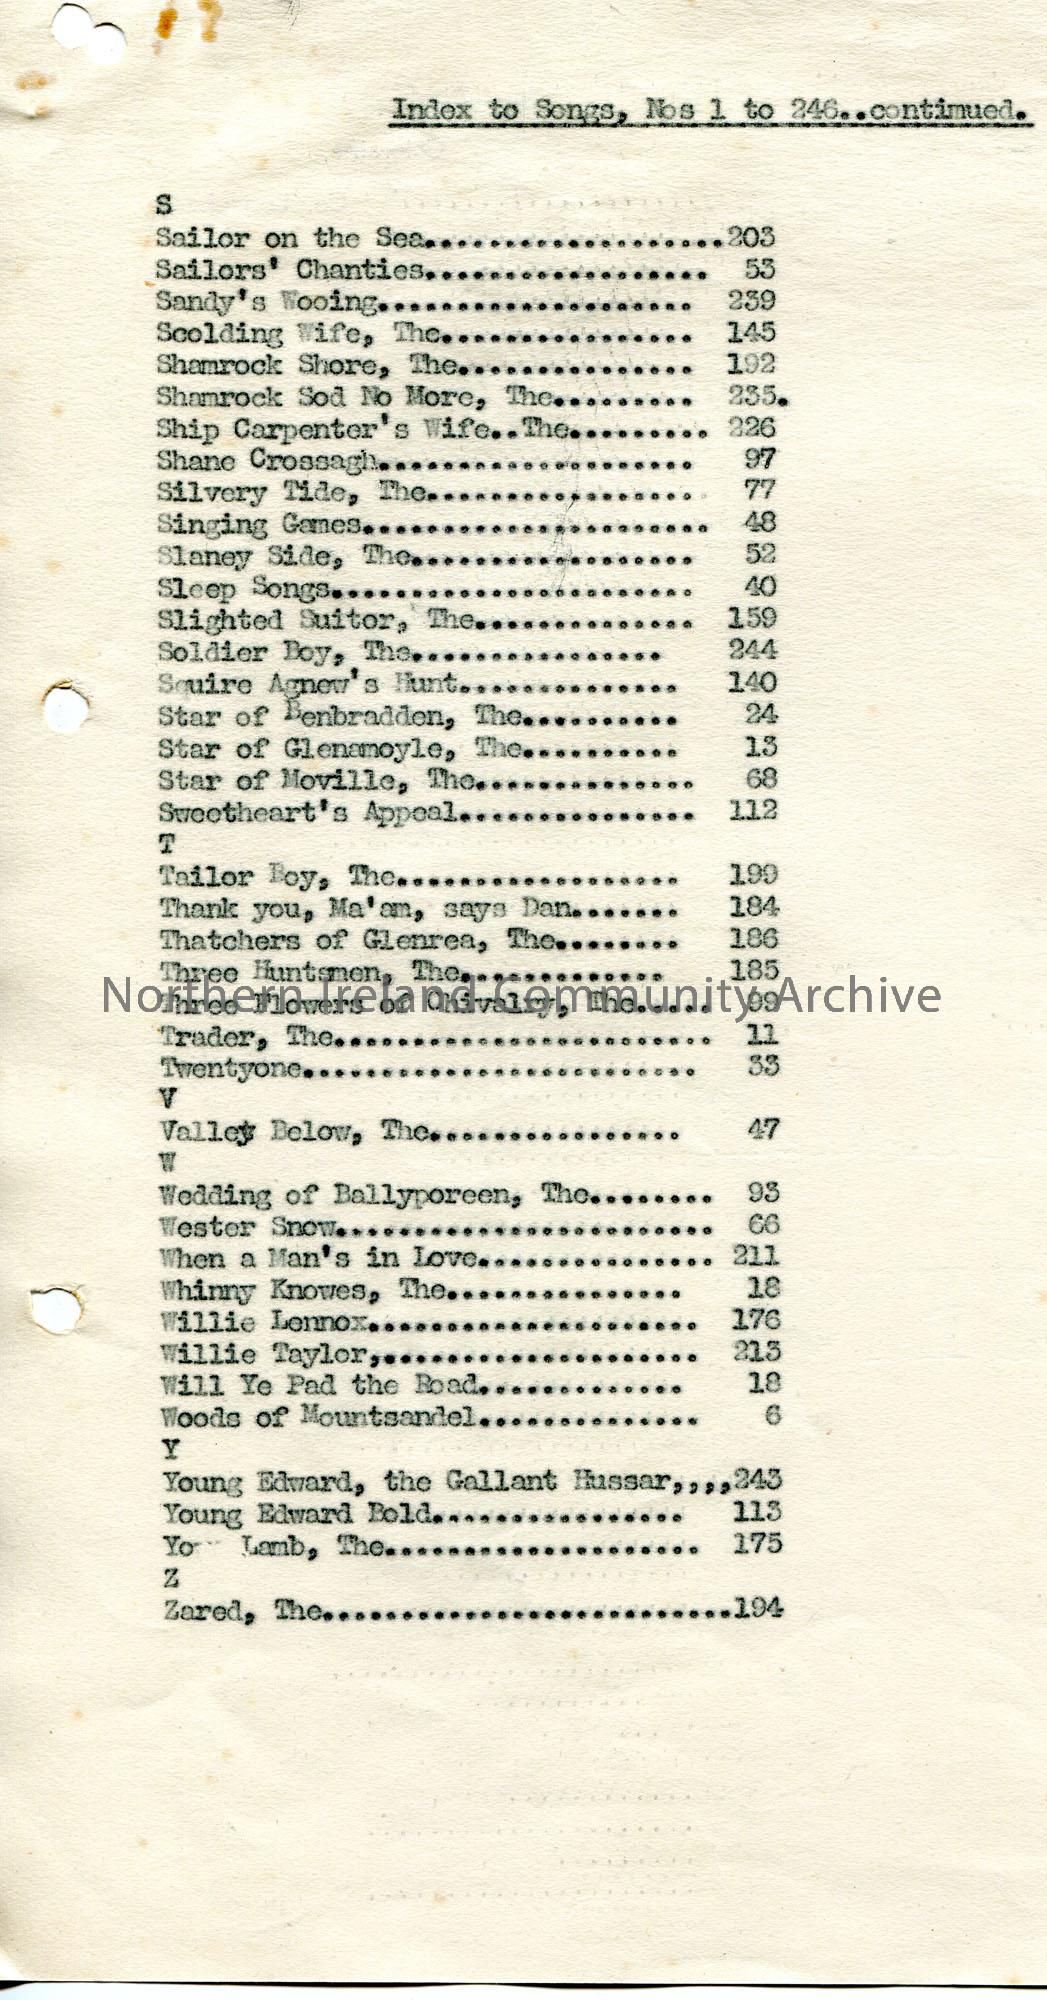 Index to Songs, Nos 1 to 246..continued.
S
Sailor on the Sea...................203
Sailors' Chanties.................. 53
Sandy's Wooing.................... 239
Scolding Wife, The................ 145
Shamrock Shore, The............... 192
Shamrock Sod No More, The......... 235.
Ship Carpenter's Wife..The......... 226
Shane Crossagh.................... 97
Silvery Tide, The................. 77
Singing Games...................... 48
Slaney Side, The.................. 52
Sleep Songs....................... 40
Slighted Suitor, The.............. 159
Soldier Boy, The................ 244
Squire Agnew's Hunt.............. 140
Star of Benbradden, The.......... 24
Star of Glenamoyle, The.......... 13
Star of Moville, The.............. 68
Sweetheart's Appeal............... 112
T
Tailor Boy, The.................. 199
Thank you, Ma'am, says Dan....... 184
Thatchers of Glenrea, The........ 186
Three Huntsmen, The............. 185
Three Flowers of Chivalry, The..... 99
Northern Ireland Community Archive
Trader, The........................ 11
Twentyone......................... 33
V
Valley Below, The................ 47
W
Wedding of Ballyporeen, The........ 93
Wester Snow........................ 66
When a Man's in Love............... 211
Whinny Knowes, The............... 18
Willie Lennox..................... 176
Willie Taylor,.................... 213
Will Ye Pad the Road............. 18
Woods of Mountsandel.............. 6
Y
Young Edward, the Gallant Hussar,,,,243
Young Edward Bold................ 113
Yo Lamb, The.................... 175
Z
Zared, The..........................194